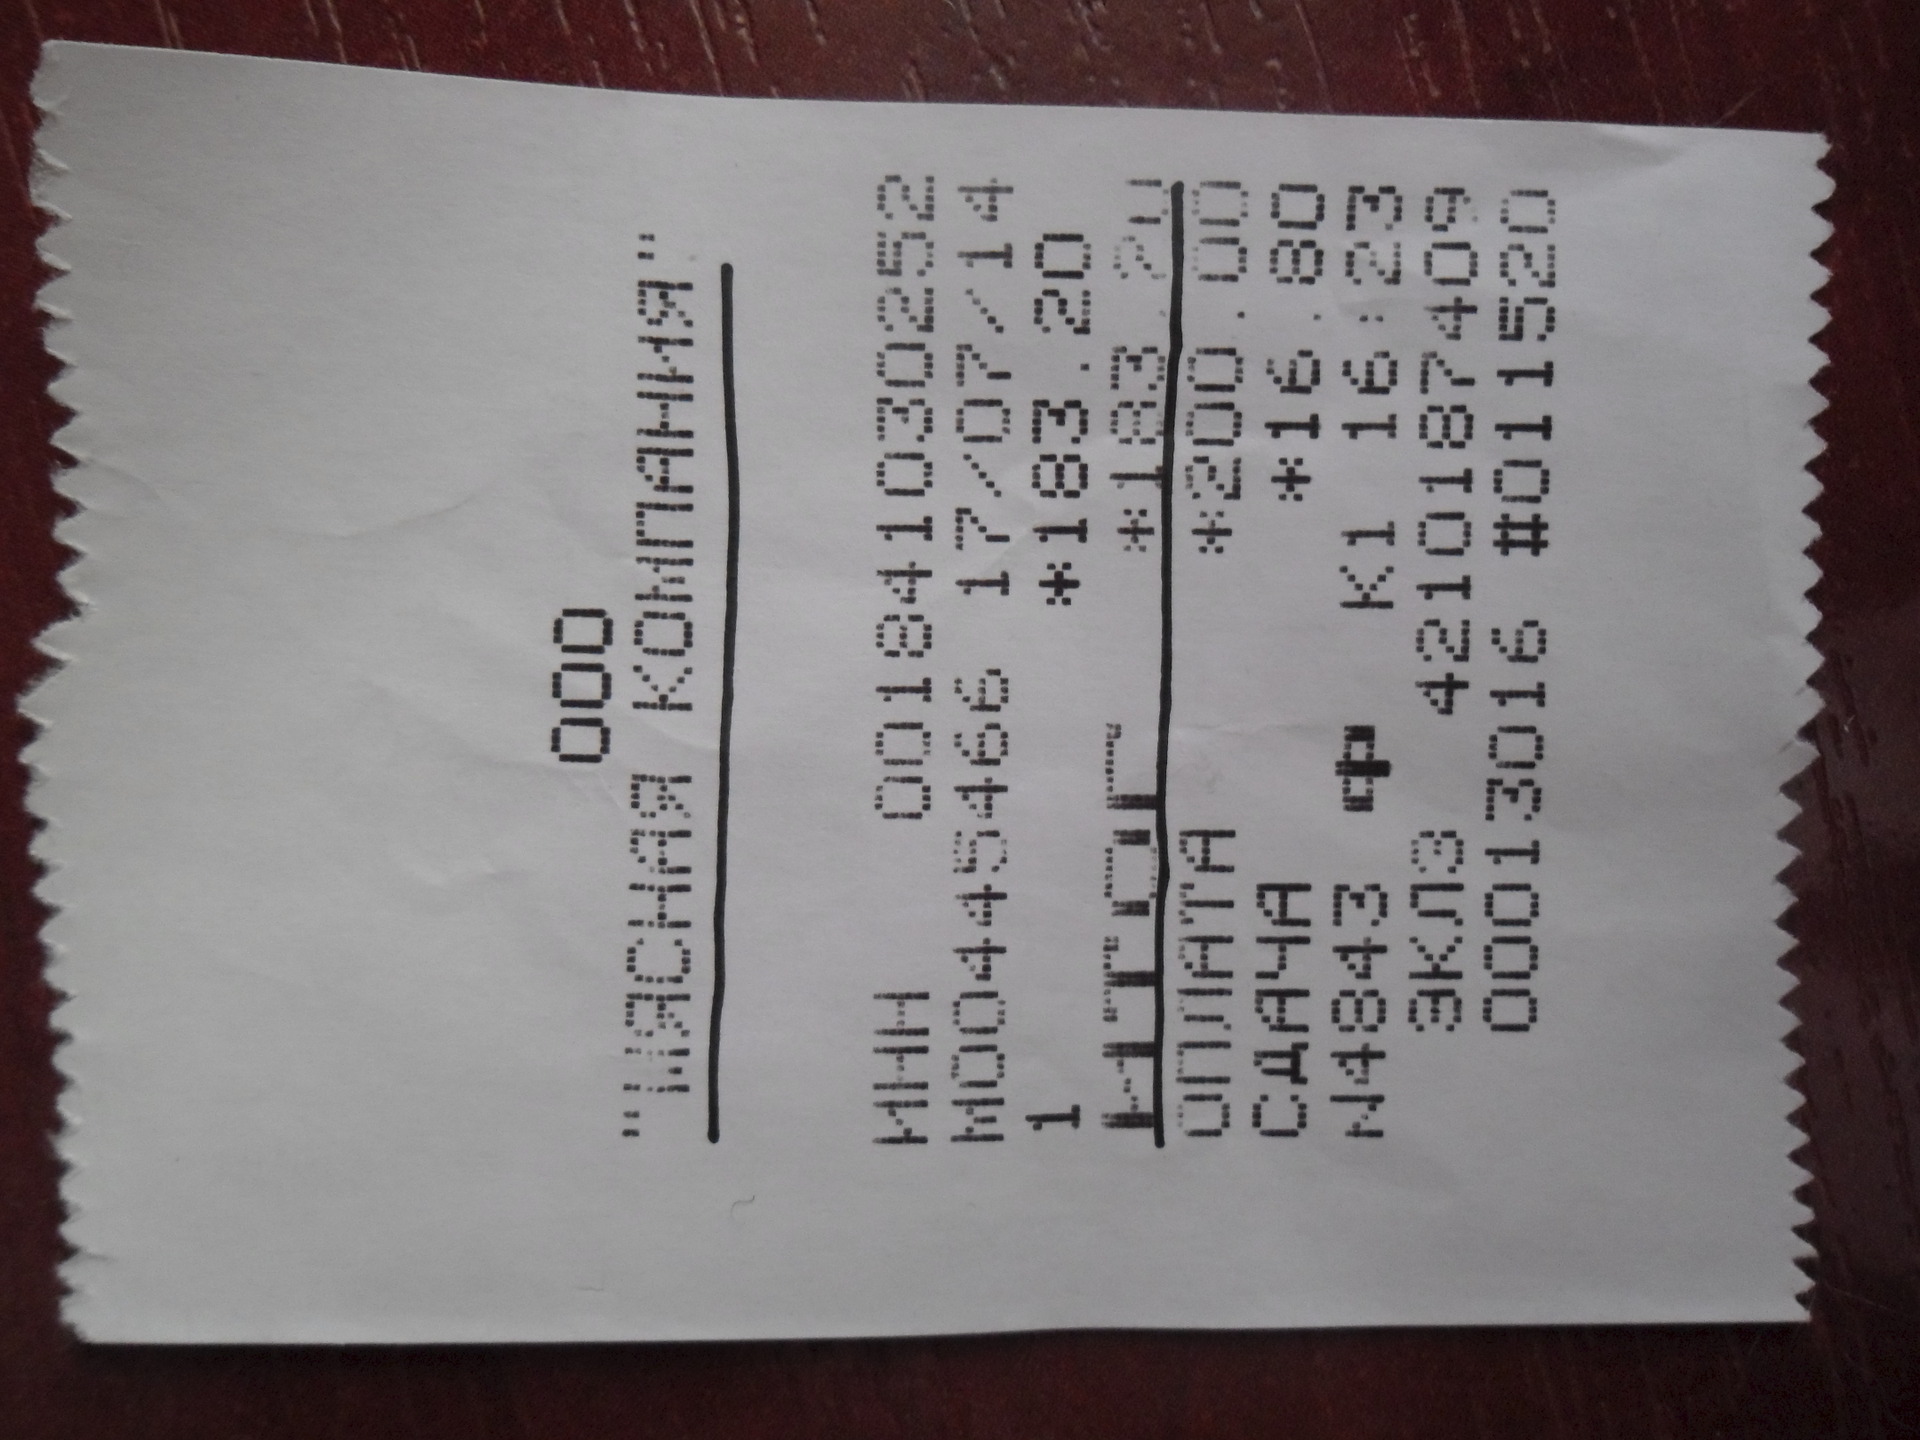 ООО
"МЯСНАЯ КОМПАНИЯ"
ИНН 001841030252
М00445466 17/07/14
1 *183.20
ИТОГ *183.20
ОПЛАТА *200.00
СДАЧА *16.80
N4843 Ф К1 16:23
ЭКЛЗ 4210187409
00013016 #011520